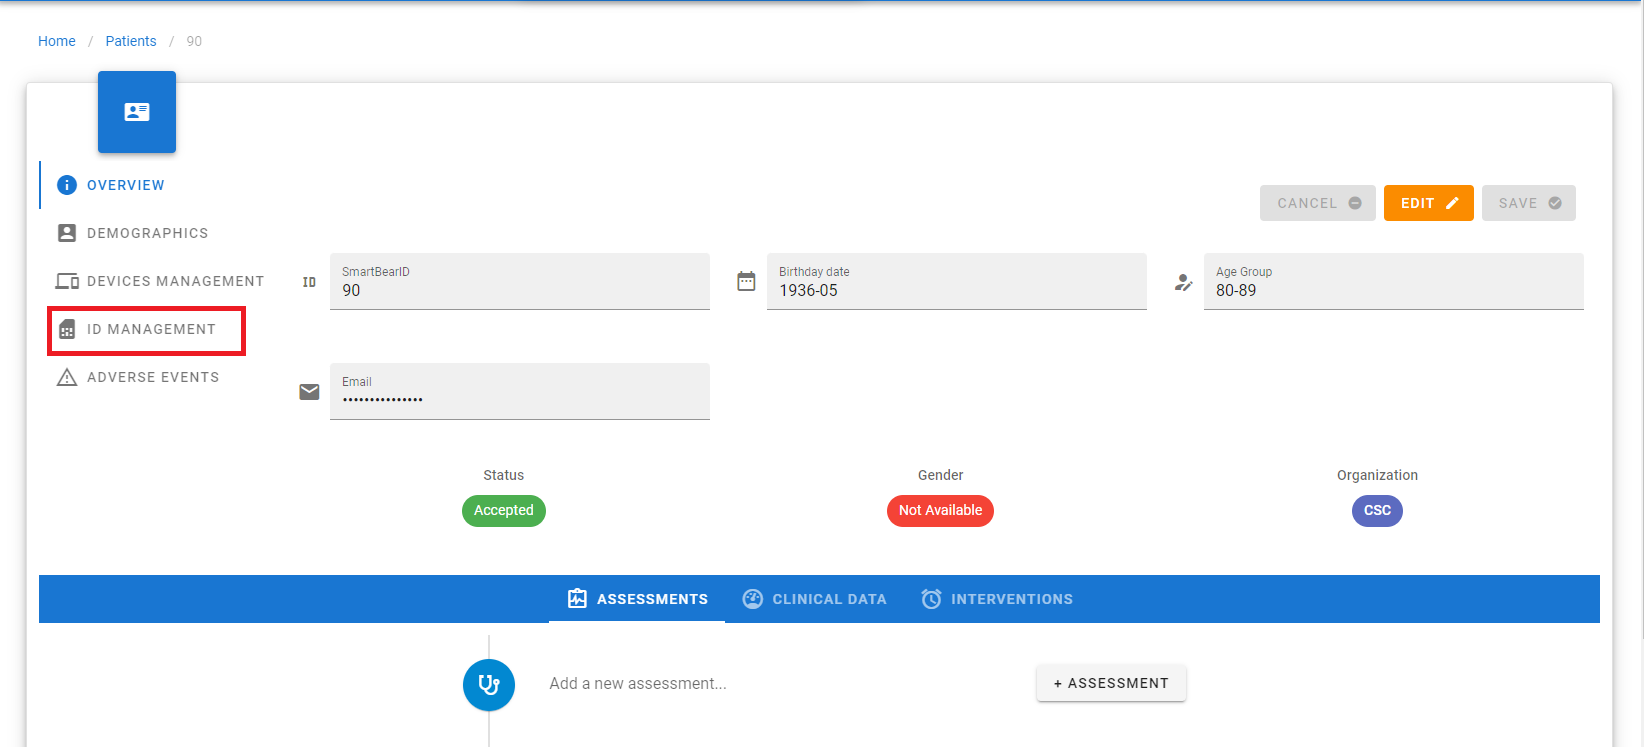 Home / Patients / 90
OVERVIEW
DEMOGRAPHICS
DEVICES MANAGEMENT
ID MANAGEMENT
ADVERSE EVENTS
CANCEL EDIT SAVE
ID SmartBearID
90
Birthday date
1936-05
Age Group
80-89
Email
•••••••••••••••
Status
Accepted
Gender
Not Available
Organization
CSC
ASSESSMENTS CLINICAL DATA INTERVENTIONS
Add a new assessment... + ASSESSMENT